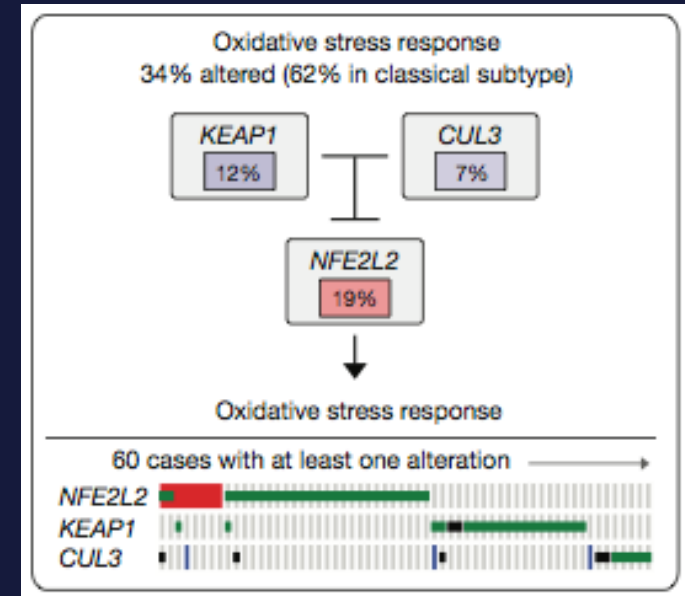 Oxidative stress response
34% altered (62% in classical subtype)
KEAP1
12%
CUL3
7%
NFE2L2
19%
Oxidative stress response
60 cases with at least one alteration
NFE2L2
KEAP1
CUL3